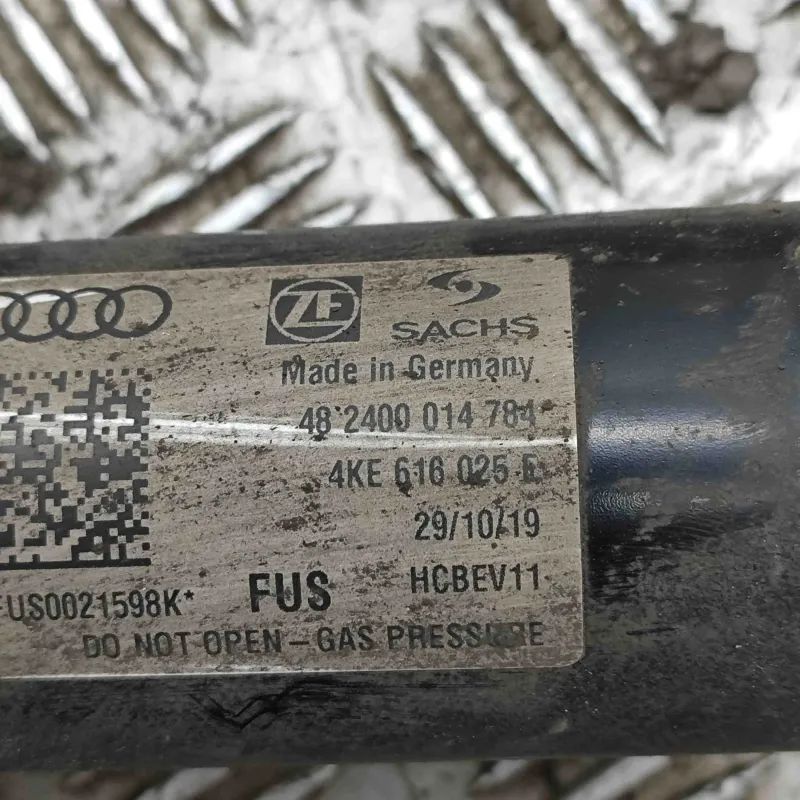 ZF
SACHS
Made in Germany
48 2400 014 784
4KE 616 025 E
29/10/19
HCBEV11
US0021598K* FUS
DO NOT OPEN – GAS PRESSURE